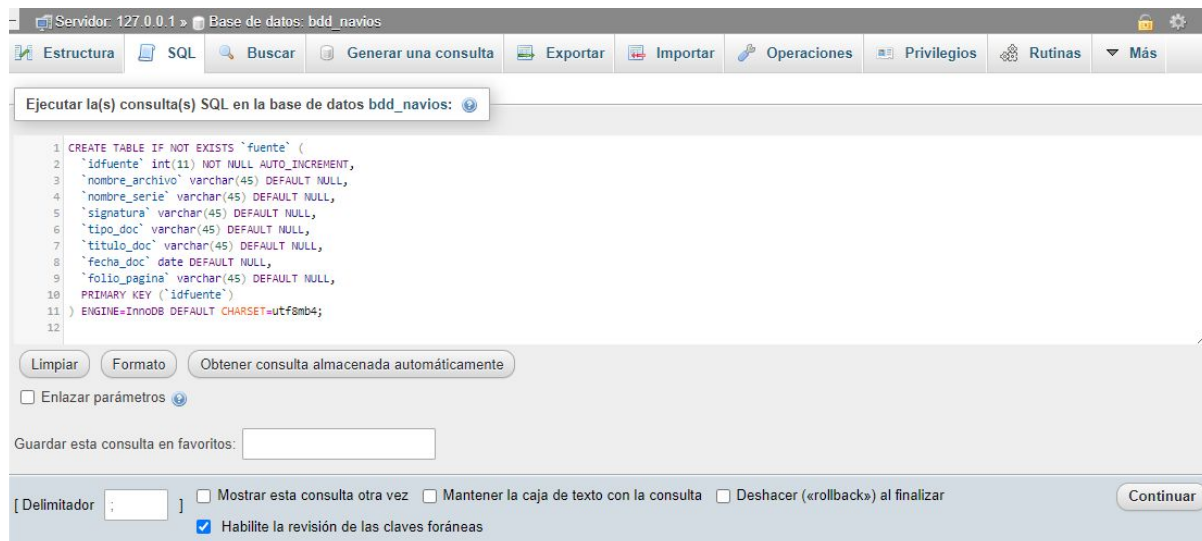 Servidor: 127.0.0.1 » Base de datos: bdd_navios
Estructura SQL Buscar Generar una consulta Exportar Importar Operaciones Privilegios Rutinas Más
Ejecutar la(s) consulta(s) SQL en la base de datos bdd_navios:
1 CREATE TABLE IF NOT EXISTS `fuente` (
2 `idfuente` int(11) NOT NULL AUTO_INCREMENT,
3 `nombre_archivo` varchar(45) DEFAULT NULL,
4 `nombre_serie` varchar(45) DEFAULT NULL,
5 `signatura` varchar(45) DEFAULT NULL,
6 `tipo_doc` varchar(45) DEFAULT NULL,
7 `titulo_doc` varchar(45) DEFAULT NULL,
8 `fecha_doc` date DEFAULT NULL,
9 `folio_pagina` varchar(45) DEFAULT NULL,
10 PRIMARY KEY (`idfuente`)
11 ) ENGINE=InnoDB DEFAULT CHARSET=utf8mb4;
12
Limpiar Formato Obtener consulta almacenada automáticamente
Enlazar parámetros
Guardar esta consulta en favoritos:
[ Delimitador ; ] Mostrar esta consulta otra vez Mantener la caja de texto con la consulta Deshacer («rollback») al finalizar Continuar
Habilite la revisión de las claves foráneas